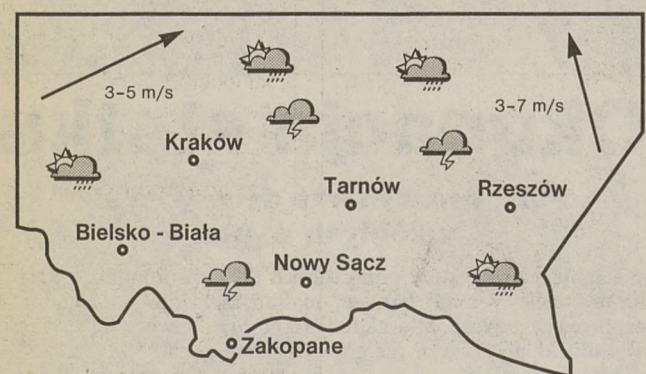 3-5 m/s
3-7 m/s
Kraków
Tarnów
Rzeszów
Bielsko - Biała
Nowy Sącz
Zakopane